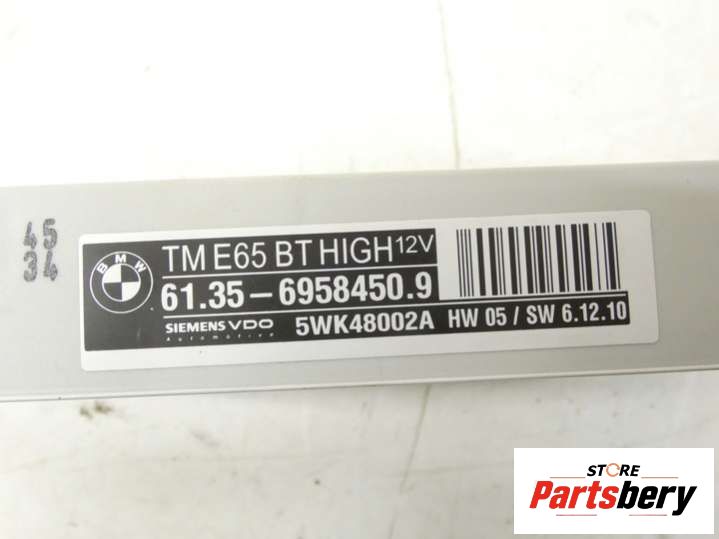 45
34
BMW
TM E65 BT HIGH 12V
61.35 - 6958450.9
SIEMENS VDO
Automotive
5WK48002A HW 05 / SW 6.12.10
STORE
Partsbery